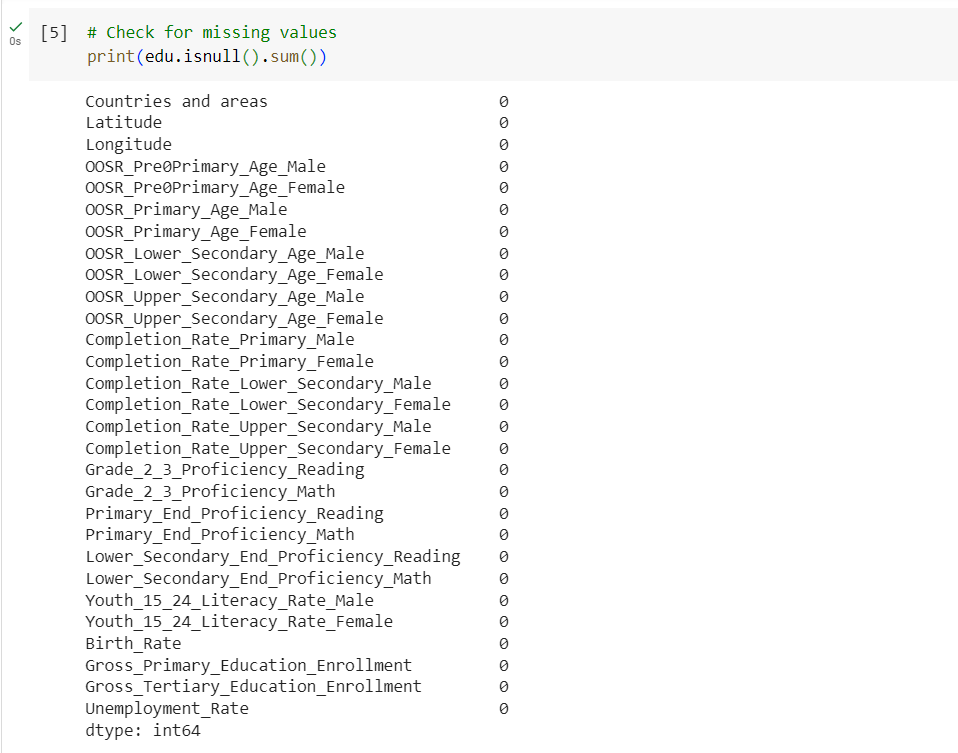 [5] # Check for missing values
0s print(edu.isnull().sum())
Countries and areas 0
Latitude 0
Longitude 0
OOSR_Pre0Primary_Age_Male 0
OOSR_Pre0Primary_Age_Female 0
OOSR_Primary_Age_Male 0
OOSR_Primary_Age_Female 0
OOSR_Lower_Secondary_Age_Male 0
OOSR_Lower_Secondary_Age_Female 0
OOSR_Upper_Secondary_Age_Male 0
OOSR_Upper_Secondary_Age_Female 0
Completion_Rate_Primary_Male 0
Completion_Rate_Primary_Female 0
Completion_Rate_Lower_Secondary_Male 0
Completion_Rate_Lower_Secondary_Female 0
Completion_Rate_Upper_Secondary_Male 0
Completion_Rate_Upper_Secondary_Female 0
Grade_2_3_Proficiency_Reading 0
Grade_2_3_Proficiency_Math 0
Primary_End_Proficiency_Reading 0
Primary_End_Proficiency_Math 0
Lower_Secondary_End_Proficiency_Reading 0
Lower_Secondary_End_Proficiency_Math 0
Youth_15_24_Literacy_Rate_Male 0
Youth_15_24_Literacy_Rate_Female 0
Birth_Rate 0
Gross_Primary_Education_Enrollment 0
Gross_Tertiary_Education_Enrollment 0
Unemployment_Rate 0
dtype: int64